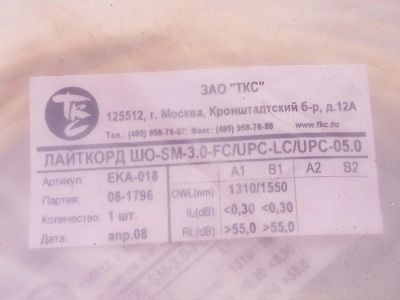 ТКС
ЗАО "ТКС"
125512, г. Москва, Кронштадтский б-р, д.12А
Тел.: (495) 956-76-67; Факс: (495) 956-76-88 www.tkc.ru
ЛАЙТКОРД ШО-SM-3.0-FC/UPC-LC/UPC-05.0
Артикул: EKA-018 A1 B1 A2 B2
Партия: 08-1796 OWL(nm): 1310/1550
Количество: 1 шт. IL(dB): <0,30 <0,30
Дата: апр.08 RL(dB): >55,0 >55,0